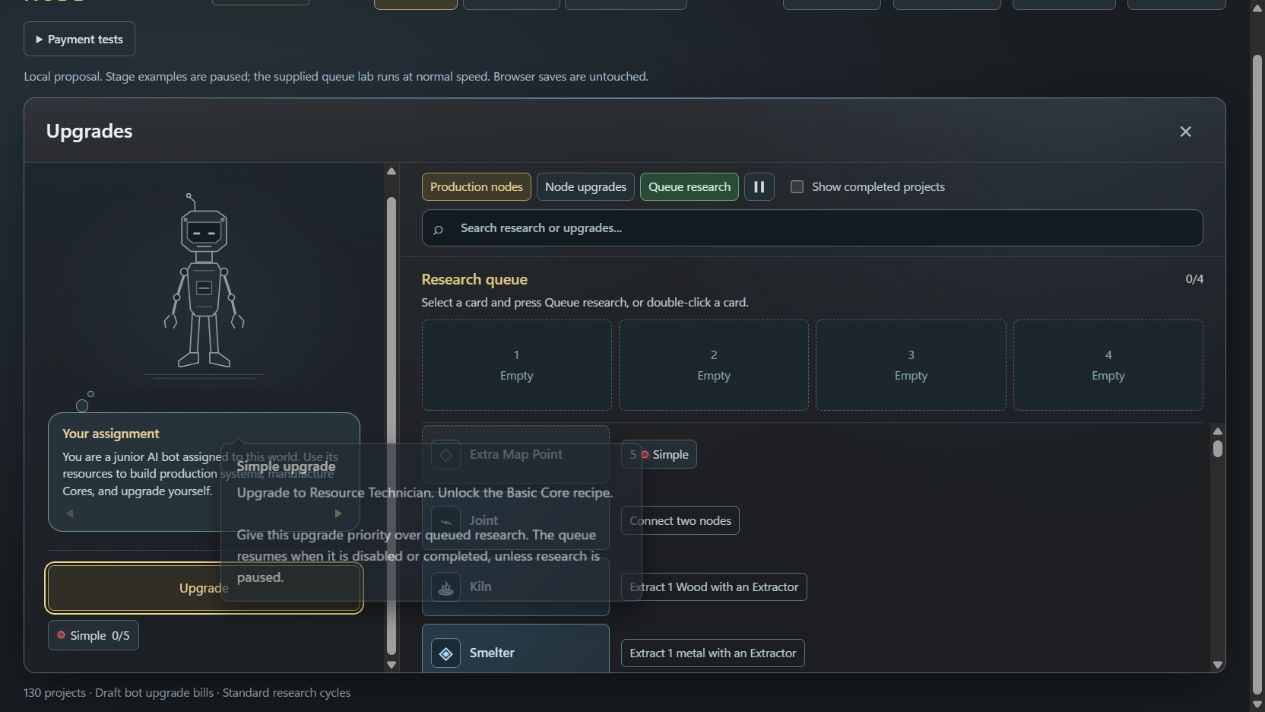 Payment tests
Local proposal. Stage examples are paused; the supplied queue lab runs at normal speed. Browser saves are untouched.
Upgrades
Production nodes
Node upgrades
Queue research
Show completed projects
Search research or upgrades...
Research queue
0/4
Select a card and press Queue research, or double-click a card.
1
Empty
2
Empty
3
Empty
4
Empty
Your assignment
You are a junior AI bot assigned to this world. Use its
resources to build production systems, manufacture
Cores, and upgrade yourself.
Simple upgrade
Upgrade to Resource Technician. Unlock the Basic Core recipe.
Give this upgrade priority over queued research. The queue
resumes when it is disabled or completed, unless research is
paused.
Extra Map Point
5 Simple
Joint
Connect two nodes
Kiln
Extract 1 Wood with an Extractor
Smelter
Extract 1 metal with an Extractor
Upgrade
Simple 0/5
130 projects · Draft bot upgrade bills · Standard research cycles